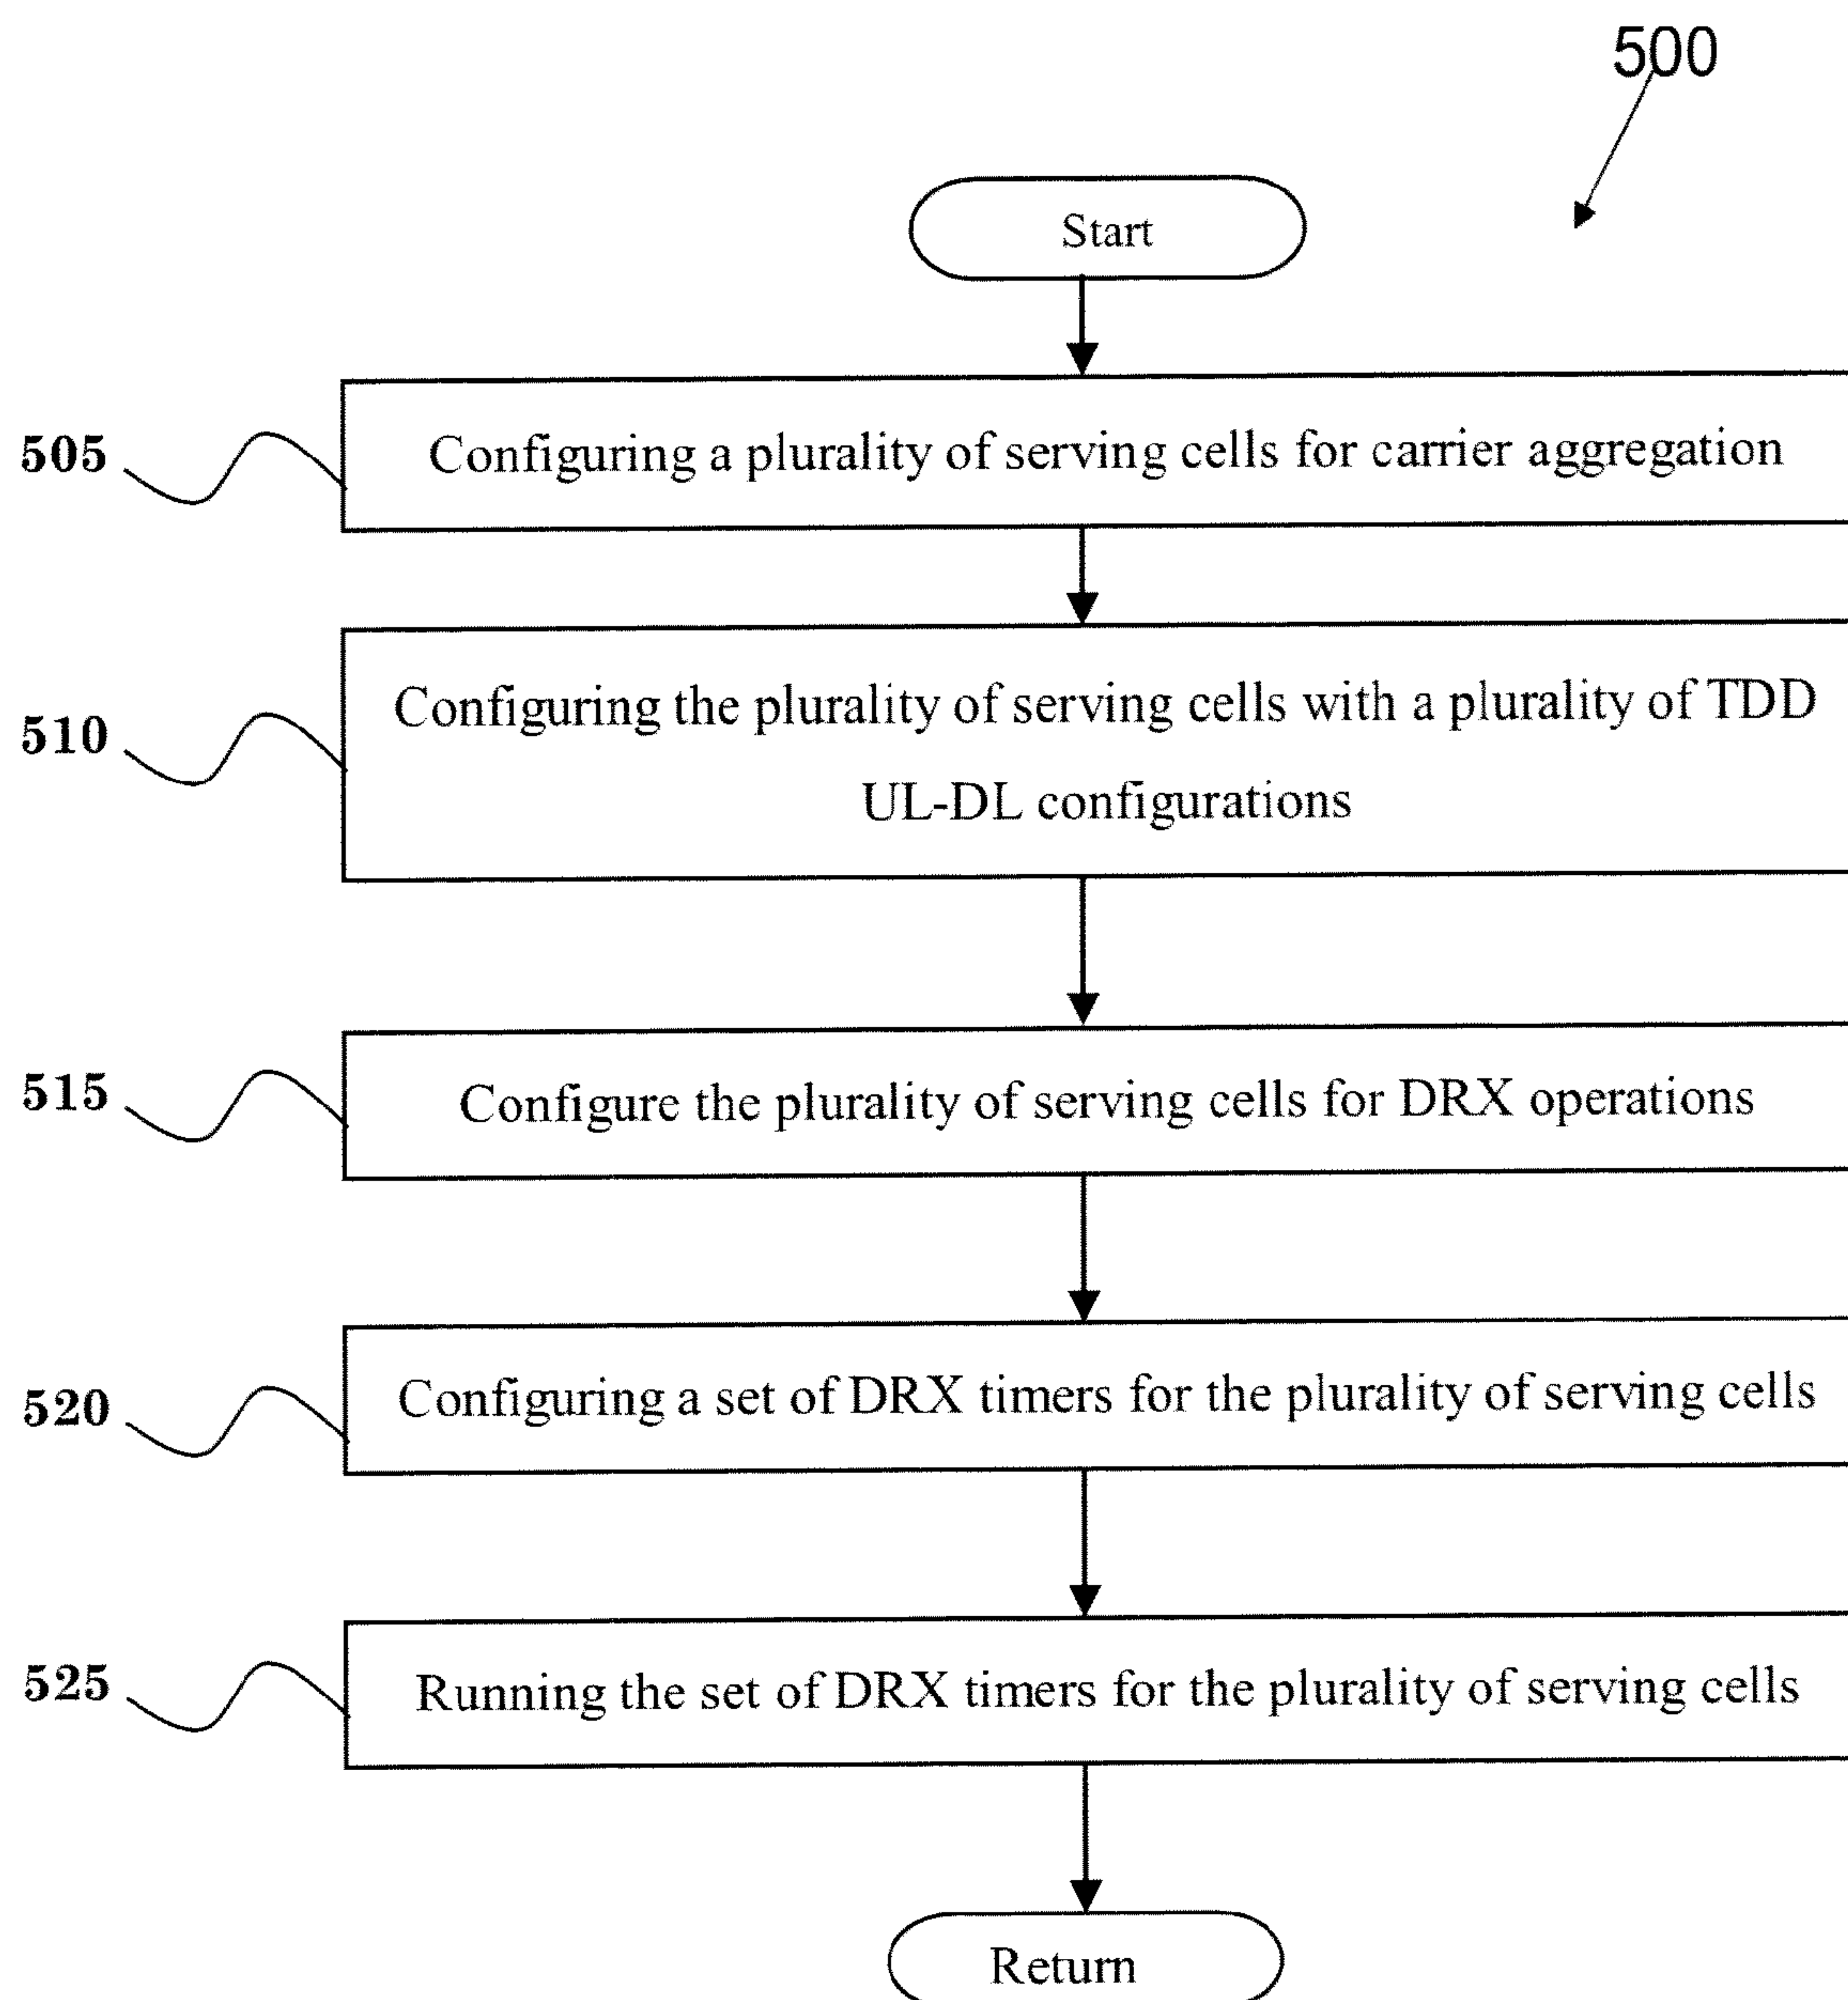 500
Start
505
Configuring a plurality of serving cells for carrier aggregation
510
Configuring the plurality of serving cells with a plurality of TDD
UL-DL configurations
515
Configure the plurality of serving cells for DRX operations
520
Configuring a set of DRX timers for the plurality of serving cells
525
Running the set of DRX timers for the plurality of serving cells
Return